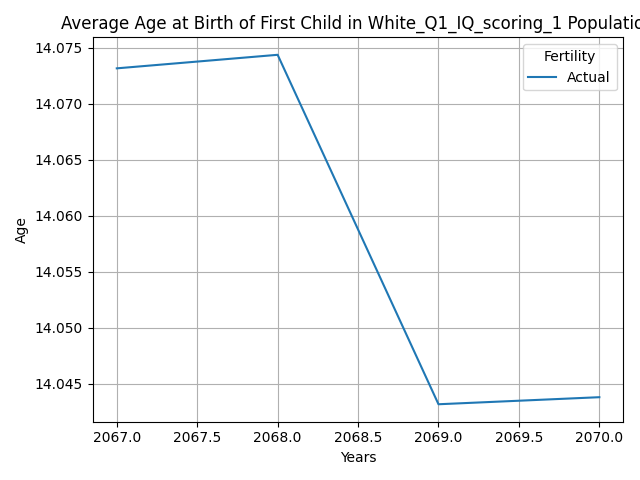 Average Age at Birth of First Child in White_Q1_IQ_scoring_1 Populatio
14.075
14.070
14.065
14.060
14.055
14.050
14.045
Age
Fertility
Actual
2067.0 2067.5 2068.0 2068.5 2069.0 2069.5 2070.0
Years